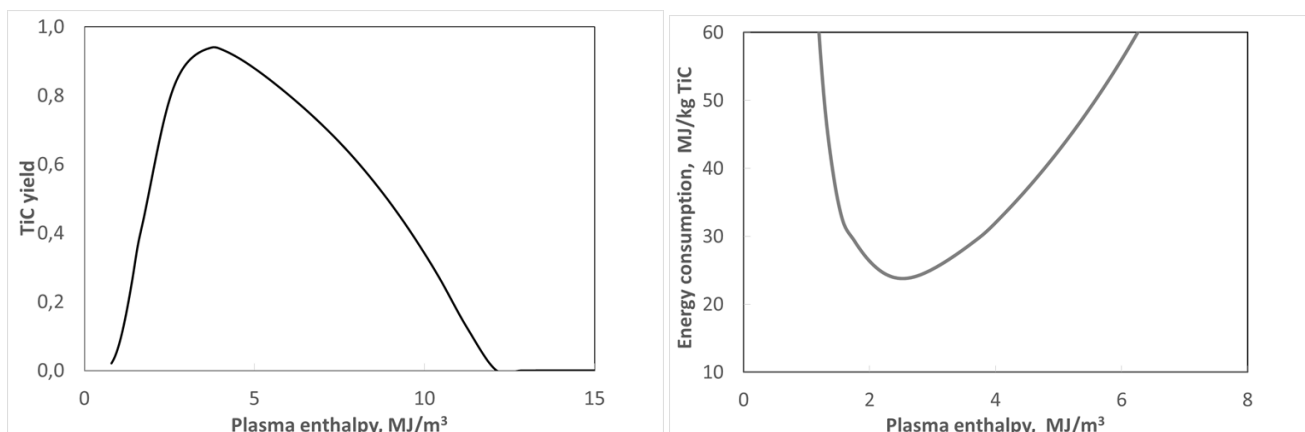 1,0
0,8
0,6
0,4
0,2
0,0
TiC yield
0 5 10 15
Plasma enthalpy, MJ/m³
60
50
40
30
20
10
Energy consumption, MJ/kg TiC
0 2 4 6 8
Plasma enthalpy, MJ/m³